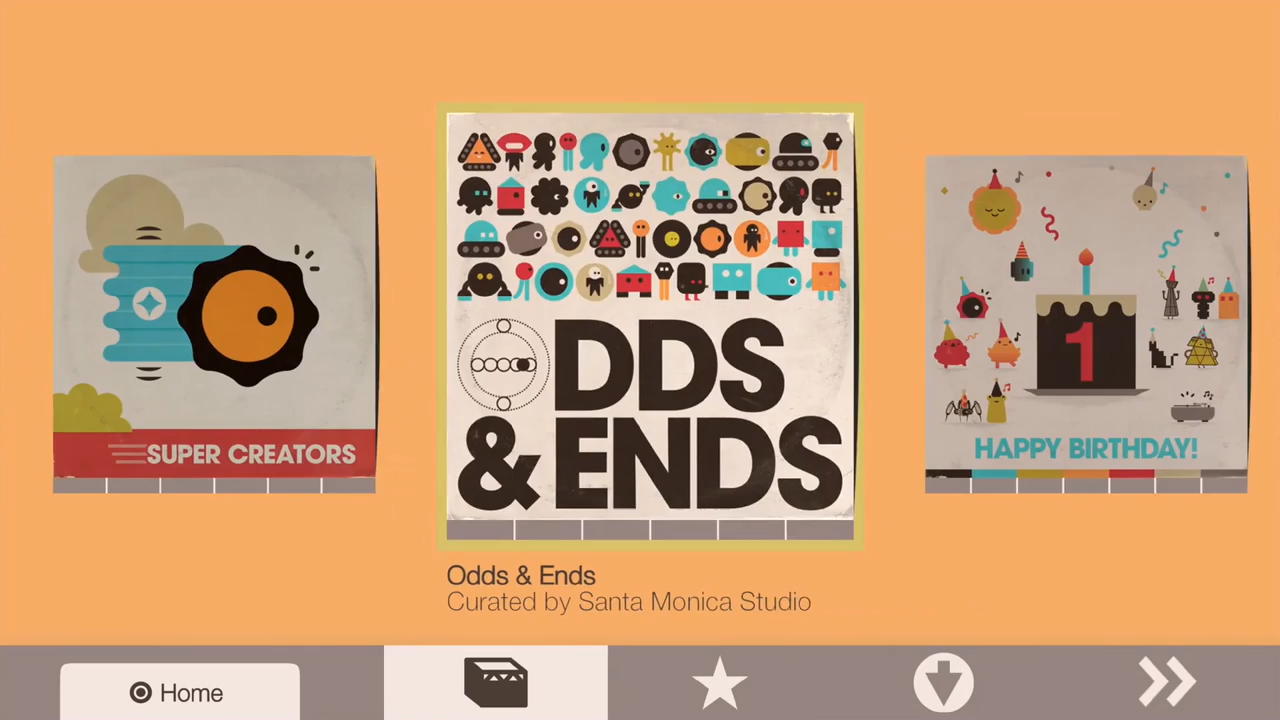 SUPER CREATORS
ODDS
& ENDS
1
HAPPY BIRTHDAY!
Odds & Ends
Curated by Santa Monica Studio
Home